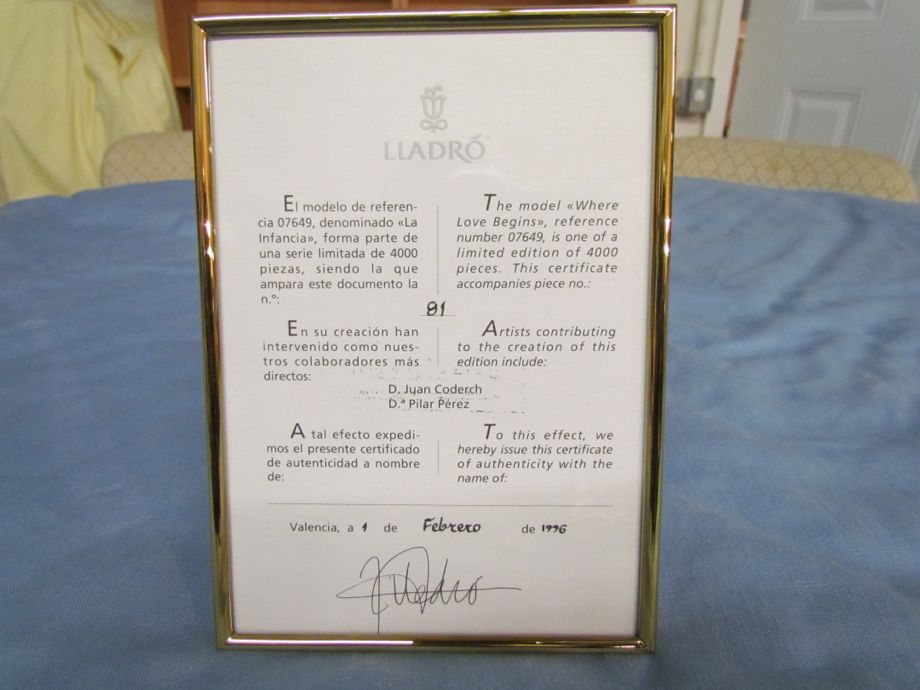 LLADRÓ
El modelo de referen-
cia 07649, denominado «La
Infancia», forma parte de
una serie limitada de 4000
piezas, siendo la que
ampara este documento la
n.º:
The model «Where
Love Begins», reference
number 07649, is one of a
limited edition of 4000
pieces. This certificate
accompanies piece no.:
81
En su creación han
intervenido como nues-
tros colaboradores más
directos:
Artists contributing
to the creation of this
edition include:
D. Juan Coderch
D.ª Pilar Pérez
A tal efecto expedi-
mos el presente certificado
de autenticidad a nombre
de:
To this effect, we
hereby issue this certificate
of authenticity with the
name of:
Valencia, a 1 de Febrero de 1996